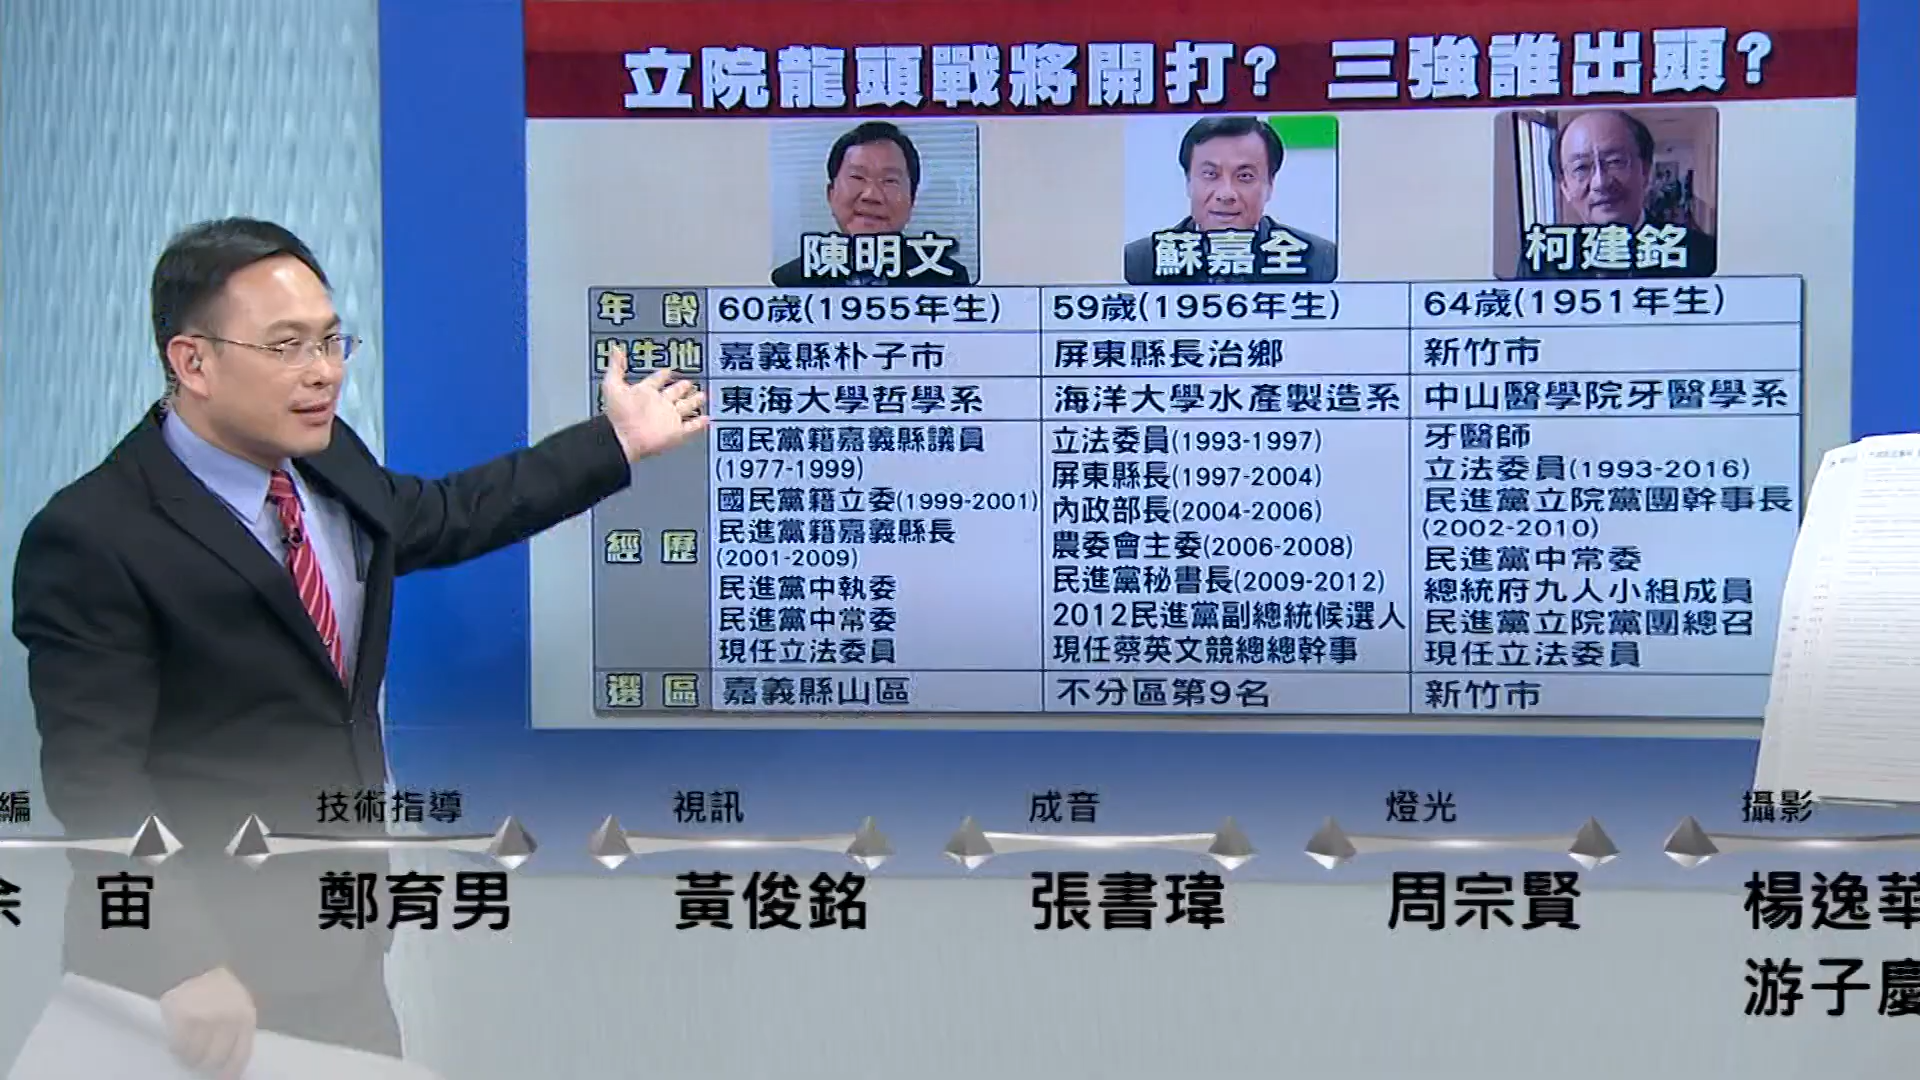 立院龍頭戰將開打? 三強誰出頭?
陳明文 蘇嘉全 柯建銘
年齡 60歲(1955年生) 59歲(1956年生) 64歲(1951年生)
出生地 嘉義縣朴子市 屏東縣長治鄉 新竹市
東海大學哲學系 海洋大學水產製造系 中山醫學院牙醫學系
經歷
國民黨籍嘉義縣議員
(1977-1999)
國民黨籍立委(1999-2001)
民進黨籍嘉義縣長
(2001-2009)
民進黨中執委
民進黨中常委
現任立法委員
立法委員(1993-1997)
屏東縣長(1997-2004)
內政部長(2004-2006)
農委會主委(2006-2008)
民進黨秘書長(2009-2012)
2012民進黨副總統候選人
現任蔡英文競總總幹事
牙醫師
立法委員(1993-2016)
民進黨立院黨團幹事長
(2002-2010)
民進黨中常委
總統府九人小組成員
民進黨立院黨團總召
現任立法委員
選區 嘉義縣山區 不分區第9名 新竹市
編 技術指導 視訊 成音 燈光 攝影
宙 鄭育男 黃俊銘 張書瑋 周宗賢 楊逸華
游子慶